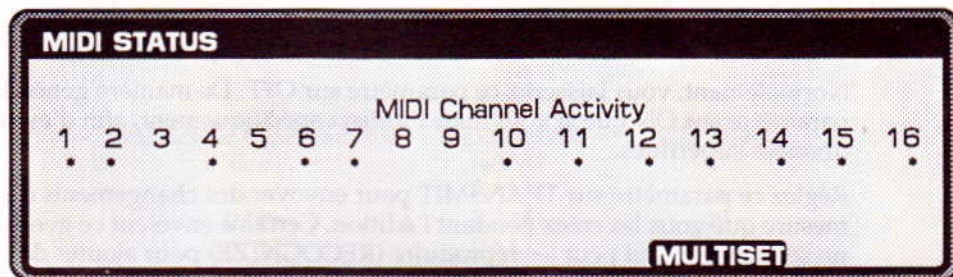 MIDI STATUS
MIDI Channel Activity
1 2 3 4 5 6 7 8 9 10 11 12 13 14 15 16
MULTISET